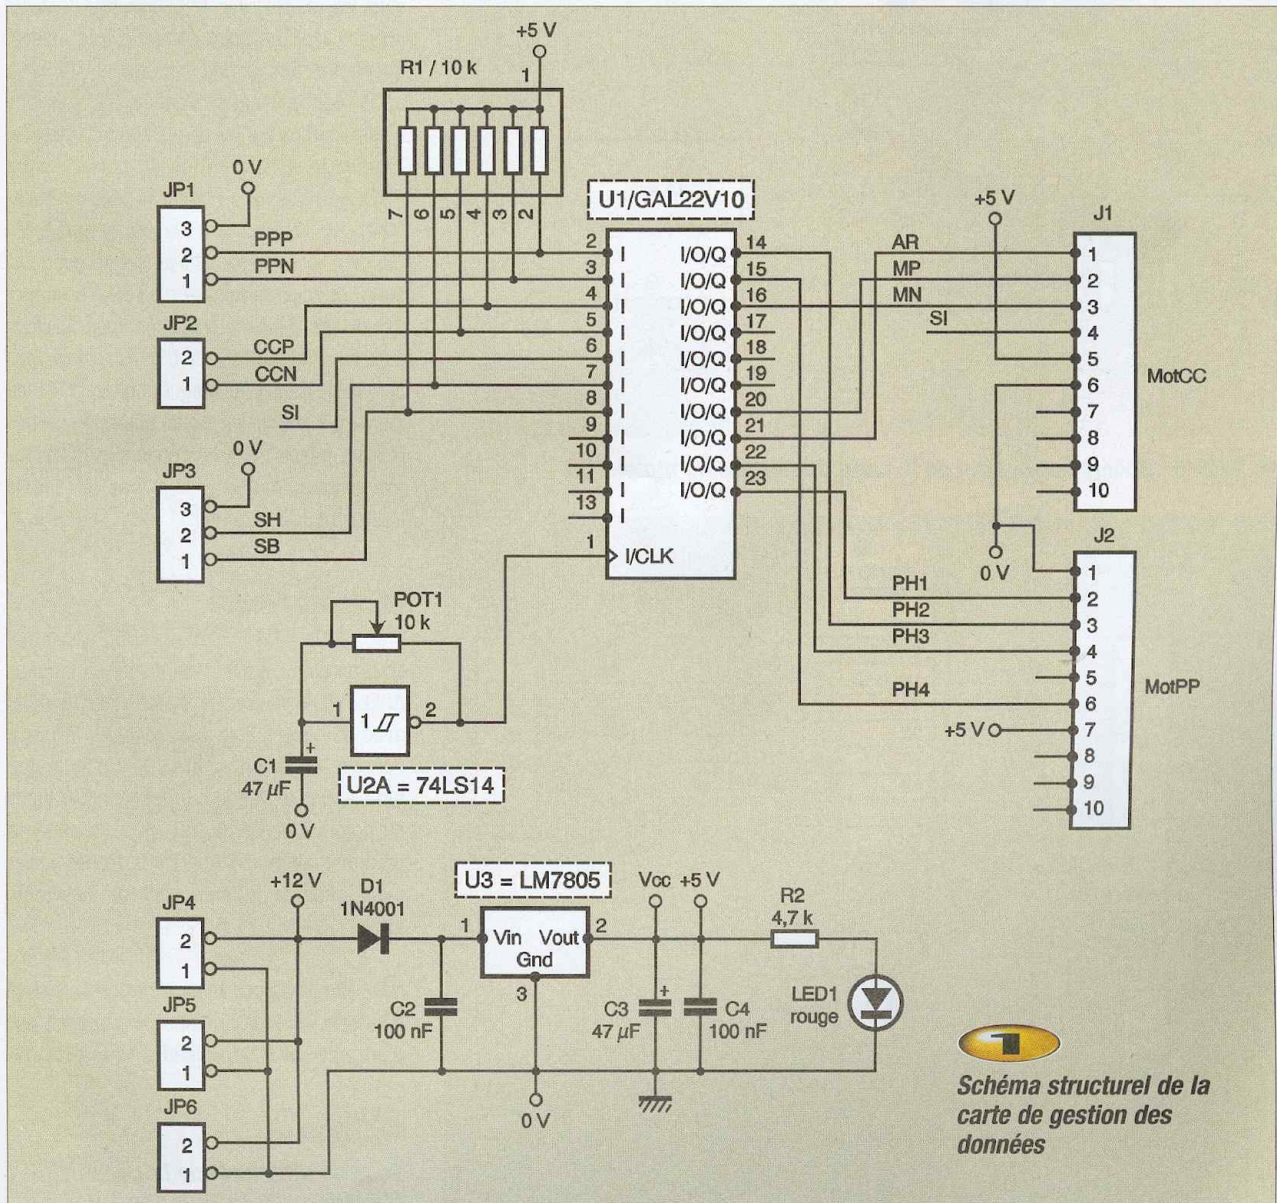 +5 V
R1 / 10 k
1
7
6
5
4
3
2
0 V
JP1
3
2
1
PPP
PPN
JP2
2
1
CCP
CCN
SI
0 V
JP3
3
2
1
SH
SB
U1/GAL22V10
2 I
3 I
4 I
5 I
6 I
7 I
8 I
9 I
10 I
11 I
13 I
1 I/CLK
I/O/Q 14
I/O/Q 15
I/O/Q 16
I/O/Q 17
I/O/Q 18
I/O/Q 19
I/O/Q 20
I/O/Q 21
I/O/Q 22
I/O/Q 23
+5 V
J1
AR
MP
MN
SI
1
2
3
4
5
6
7
8
9
10
MotCC
0 V
J2
PH1
PH2
PH3
PH4
+5 V
1
2
3
4
5
6
7
8
9
10
MotPP
POT1
10 k
1
1
2
C1
+
47 µF
0 V
U2A = 74LS14
+12 V
D1
1N4001
U3 = LM7805
Vcc
+5 V
R2
4,7 k
JP4
2
1
1
Vin
Vout
Gnd
2
3
JP5
2
1
C2
100 nF
C3
+
47 µF
C4
100 nF
LED1
rouge
JP6
2
1
0 V
1
Schéma structurel de la
carte de gestion des
données